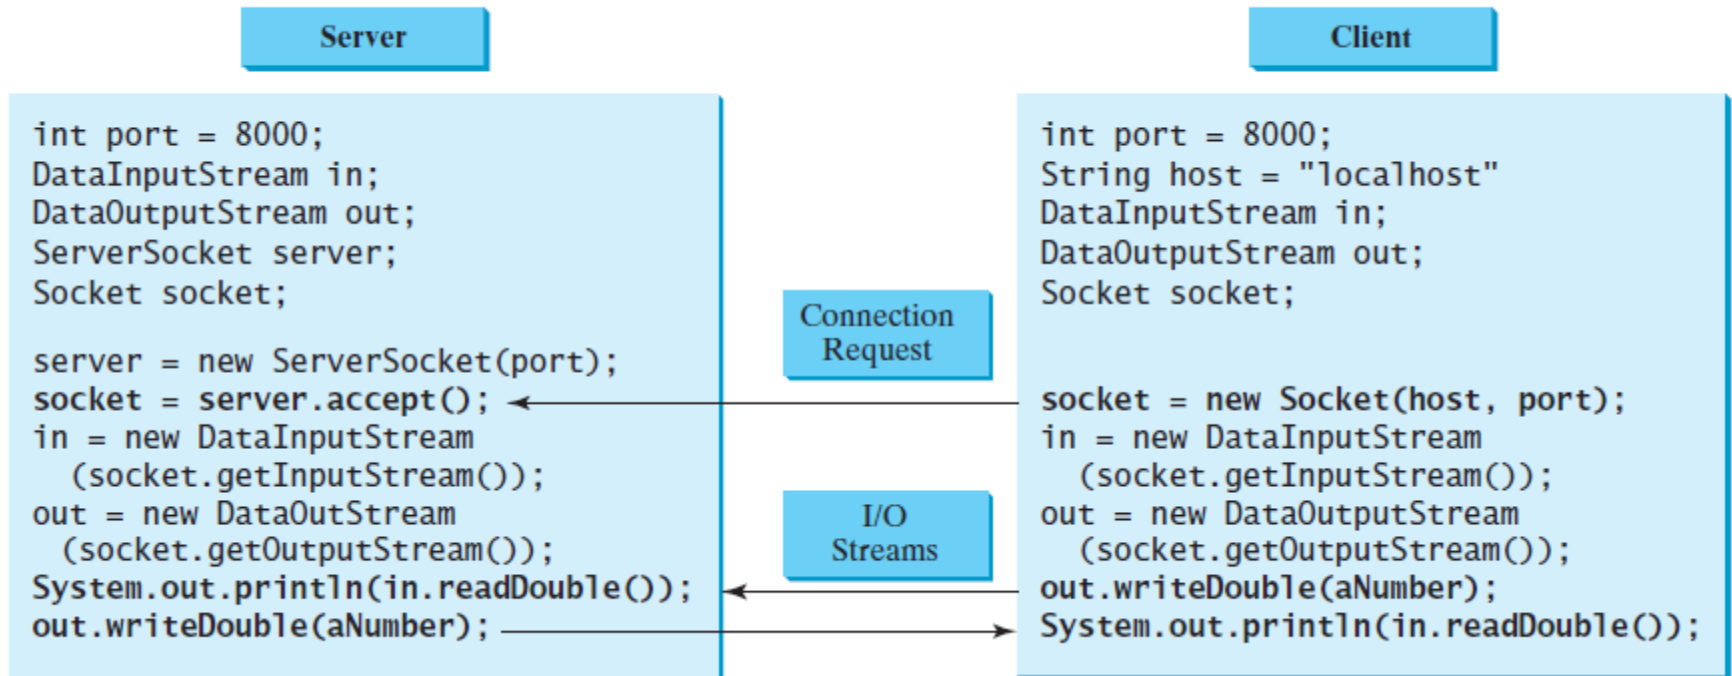 Server
int port = 8000;
DataInputStream in;
DataOutputStream out;
ServerSocket server;
Socket socket;
server = new ServerSocket(port);
socket = server.accept();
in = new DataInputStream
(socket.getInputStream());
out = new DataOutStream
(socket.getOutputStream());
System.out.println(in.readDouble());
out.writeDouble(aNumber);
Connection
Request
I/O
Streams
Client
int port = 8000;
String host = "localhost"
DataInputStream in;
DataOutputStream out;
Socket socket;
socket = new Socket(host, port);
in = new DataInputStream
(socket.getInputStream());
out = new DataOutputStream
(socket.getOutputStream());
out.writeDouble(aNumber);
System.out.println(in.readDouble());